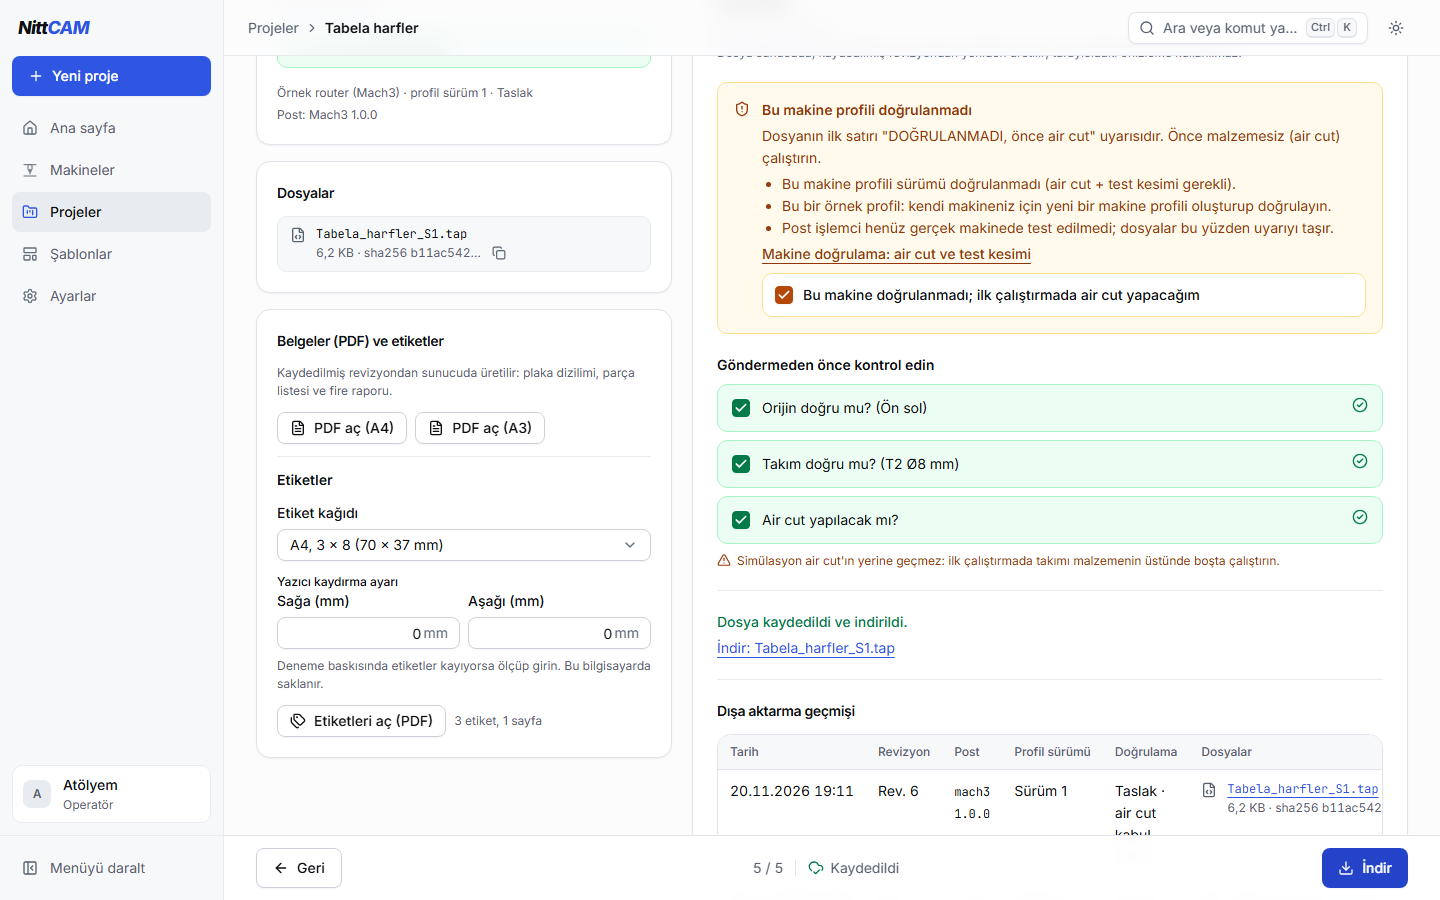 NittCAM
Yeni proje
Ana sayfa
Makineler
Projeler
Şablonlar
Ayarlar
A
Atölyem
Operatör
Menüyü daralt
Projeler > Tabela harfler
Ara veya komut ya... Ctrl K
Örnek router (Mach3) · profil sürüm 1 · Taslak
Post: Mach3 1.0.0
Dosyalar
Tabela_harfler_S1.tap
6,2 KB · sha256 b11ac542...
Belgeler (PDF) ve etiketler
Kaydedilmiş revizyondan sunucuda üretilir: plaka dizilimi, parça
listesi ve fire raporu.
PDF aç (A4)
PDF aç (A3)
Etiketler
Etiket kağıdı
A4, 3 × 8 (70 × 37 mm)
Yazıcı kaydırma ayarı
Sağa (mm)
Aşağı (mm)
0 mm
0 mm
Deneme baskısında etiketler kayıyorsa ölçüp girin. Bu bilgisayarda
saklanır.
Etiketleri aç (PDF)
3 etiket, 1 sayfa
Bu makine profili doğrulanmadı
Dosyanın ilk satırı "DOĞRULANMADI, önce air cut" uyarısıdır. Önce malzemesiz (air cut)
çalıştırın.
• Bu makine profili sürümü doğrulanmadı (air cut + test kesimi gerekli).
• Bu bir örnek profil: kendi makineniz için yeni bir makine profili oluşturup doğrulayın.
• Post işlemci henüz gerçek makinede test edilmedi; dosyalar bu yüzden uyarıyı taşır.
Makine doğrulama: air cut ve test kesimi
Bu makine doğrulanmadı; ilk çalıştırmada air cut yapacağım
Göndermeden önce kontrol edin
Orijin doğru mu? (Ön sol)
Takım doğru mu? (T2 Ø8 mm)
Air cut yapılacak mı?
Simülasyon air cut'ın yerine geçmez: ilk çalıştırmada takımı malzemenin üstünde boşta çalıştırın.
Dosya kaydedildi ve indirildi.
İndir: Tabela_harfler_S1.tap
Dışa aktarma geçmişi
Tarih Revizyon Post Profil sürümü Doğrulama Dosyalar
20.11.2026 19:11 Rev. 6 mach3 Sürüm 1 Taslak · Tabela_harfler_S1.tap
1.0.0 air cut 6,2 KB · sha256 b11ac542
kabul
Geri
5 / 5
Kaydedildi
İndir